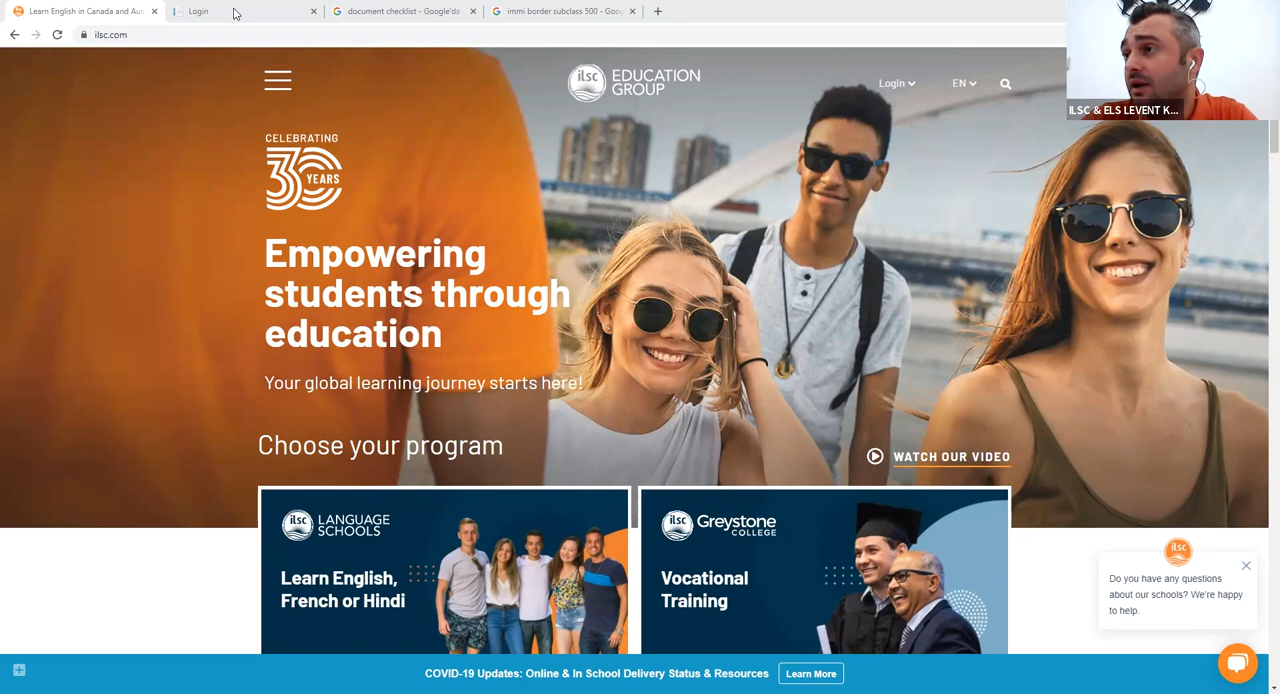 Learn English in Canada and Aus
Login
document checklist - Google'da
immi border subclass 500 - Goog
ilsc.com
ilsc EDUCATION GROUP
Login
EN
ILSC & ELS LEVENT K...
CELEBRATING
30 YEARS
Empowering
students through
education
Your global learning journey starts here!
Choose your program
WATCH OUR VIDEO
ilsc LANGUAGE SCHOOLS
Learn English,
French or Hindi
ilsc Greystone COLLEGE
Vocational
Training
ilsc
Do you have any questions
about our schools? We're happy
to help.
COVID-19 Updates: Online & In School Delivery Status & Resources
Learn More